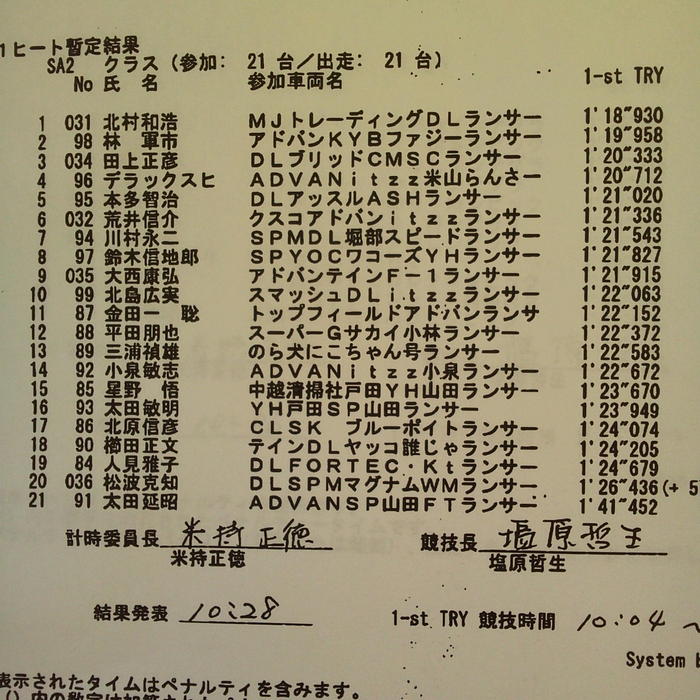 1ヒート暫定結果
SA2 クラス (参加: 21 台/出走: 21 台)
No 氏 名 参加車両名 1-st TRY
1 031 北村和浩 MJトレーディングDLランサー 1'18"930
2 98 林 軍市 アドバンKYBファジーランサー 1'19"958
3 034 田上正彦 DLブリッドCMSCランサー 1'20"333
4 96 デラックスヒ ADVANitzz米山らんさー 1'20"712
5 95 本多智治 DLアッスルASHランサー 1'21"020
6 032 荒井信介 クスコアドバンitzzランサー 1'21"336
7 94 川村永二 SPMDL堀部スピードランサー 1'21"543
8 97 鈴木信地郎 SPYOCワコーズYHランサー 1'21"827
9 035 大西康弘 アドバンテインF-1ランサー 1'21"915
10 99 北島広実 スマッシュDLitzzランサー 1'22"063
11 87 金田一 聡 トップフィールドアドバンランサ 1'22"152
12 88 平田朋也 スーパーGサカイ小林ランサー 1'22"372
13 89 三浦禎雄 のら犬にこちゃん号ランサー 1'22"583
14 92 小泉敏志 ADVANitzz小泉ランサー 1'22"672
15 85 星野 悟 中越清掃社戸田YH山田ランサー 1'23"670
16 93 太田敏明 YH戸田SP山田ランサー 1'23"949
17 86 北原信彦 CLSK ブルーポイトランサー 1'24"074
18 90 櫛田正文 テインDLヤッコ誰じゃランサー 1'24"205
19 84 人見雅子 DLFORTEC・Ktランサー 1'24"679
20 036 松波克知 DLSPMマグナムWMランサー 1'26"436(+ 5
21 91 太田延昭 ADVANSP山田FTランサー 1'41"452
計時委員長 米持正徳 競技長 塩原哲生
米持正徳 塩原哲生
結果発表 10:28 1-st TRY 競技時間 10:04 ~
System
表示されたタイムはペナルティを含みます。